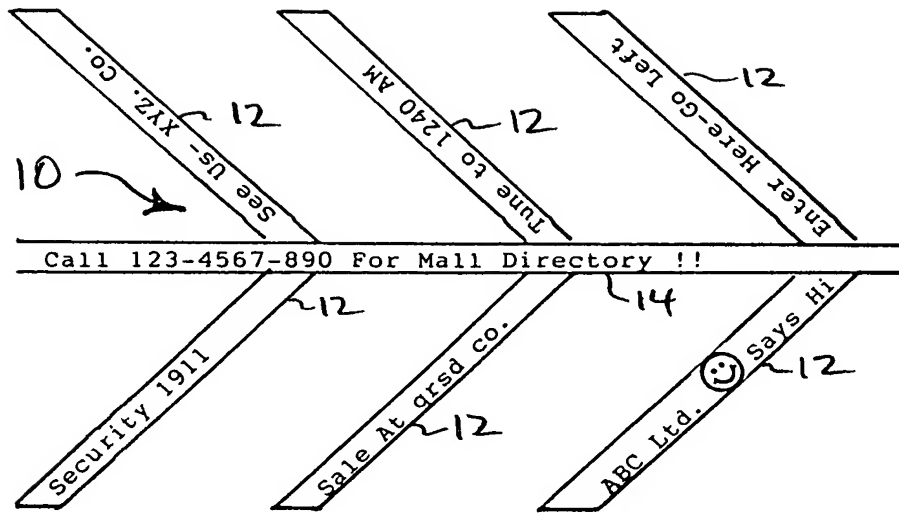 See Us- XYZ. Co.
12
Tune to 1240 AM
12
Enter Here-Go Left
12
10
Call 123-4567-890 For Mall Directory !!
14
Security 1911
12
Sale At qrsd co.
12
ABC Ltd. Says Hi
12